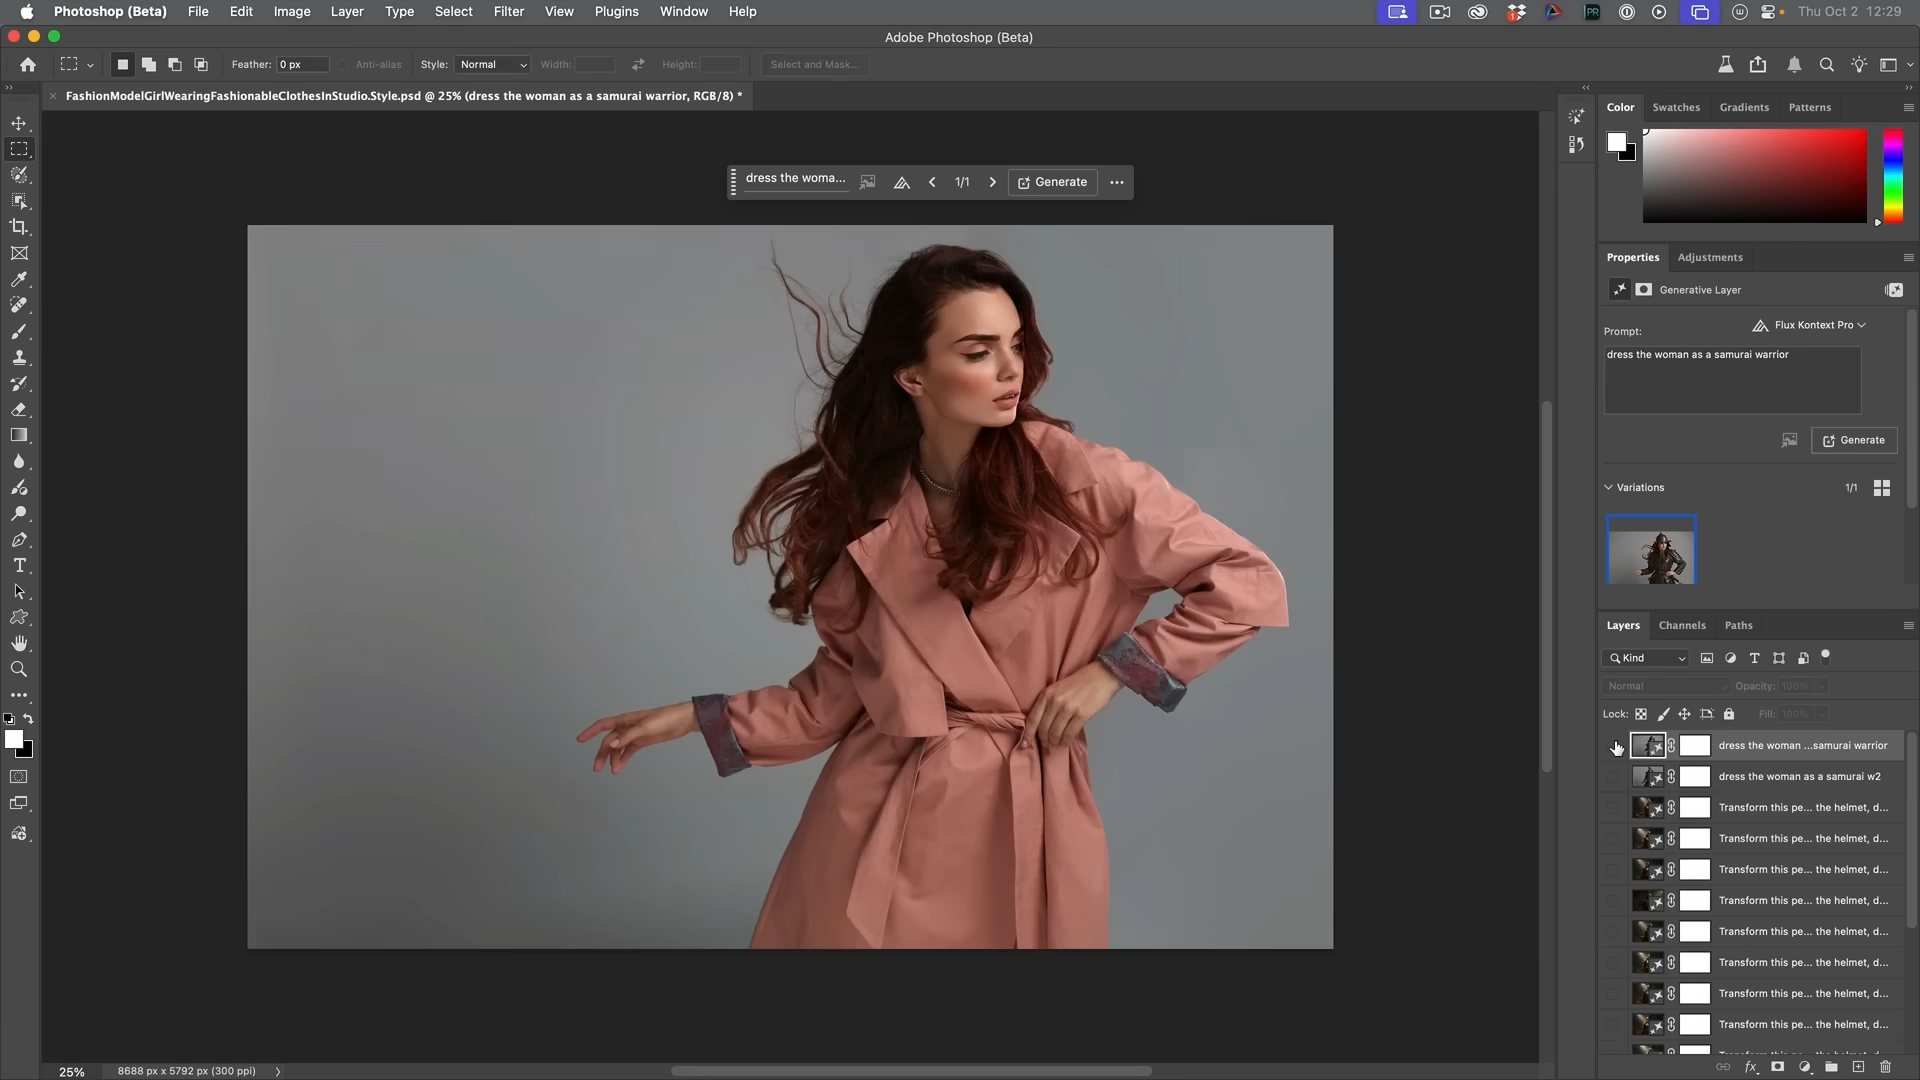 Photoshop (Beta) File Edit Image Layer Type Select Filter View Plugins Window Help Thu Oct 2 12:29
Adobe Photoshop (Beta)
Feather: 0 px Anti-alias Style: Normal Width: Height: Select and Mask...
FashionModelGirlWearingFashionableClothesInStudio.Style.psd @ 25% (dress the woman as a samurai warrior, RGB/8) *
Color Swatches Gradients Patterns
dress the woma... 1/1 Generate
Properties Adjustments
Generative Layer
Prompt: Flux Kontext Pro
dress the woman as a samurai warrior
Generate
Variations 1/1
Layers Channels Paths
Kind
Normal Opacity: 100%
Lock: Fill: 100%
dress the woman ...samurai warrior
dress the woman as a samurai w2
Transform this pe... the helmet, d...
Transform this pe... the helmet, d...
Transform this pe... the helmet, d...
Transform this pe... the helmet, d...
Transform this pe... the helmet, d...
Transform this pe... the helmet, d...
Transform this pe... the helmet, d...
Transform this pe... the helmet, d...
25% 8688 px x 5792 px (300 ppi)